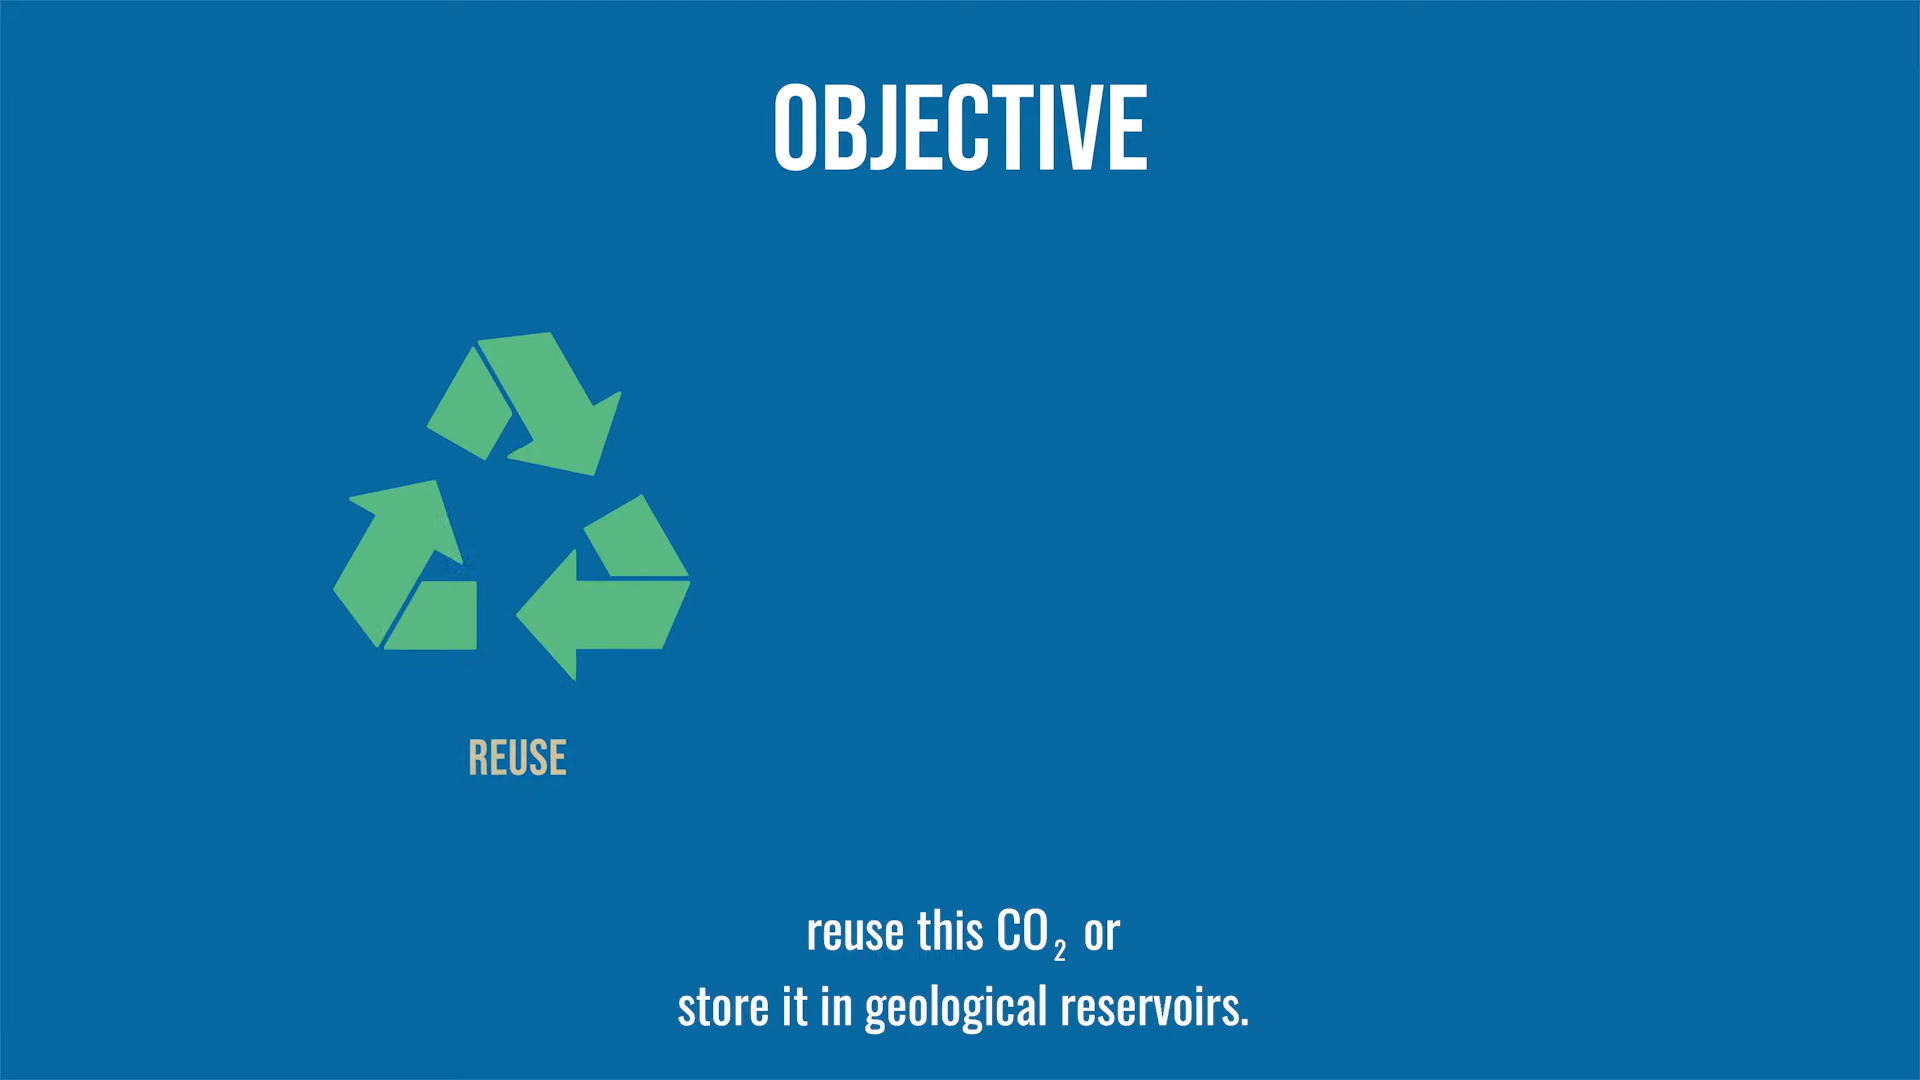 OBJECTIVE
REUSE
reuse this CO₂ or
store it in geological reservoirs.